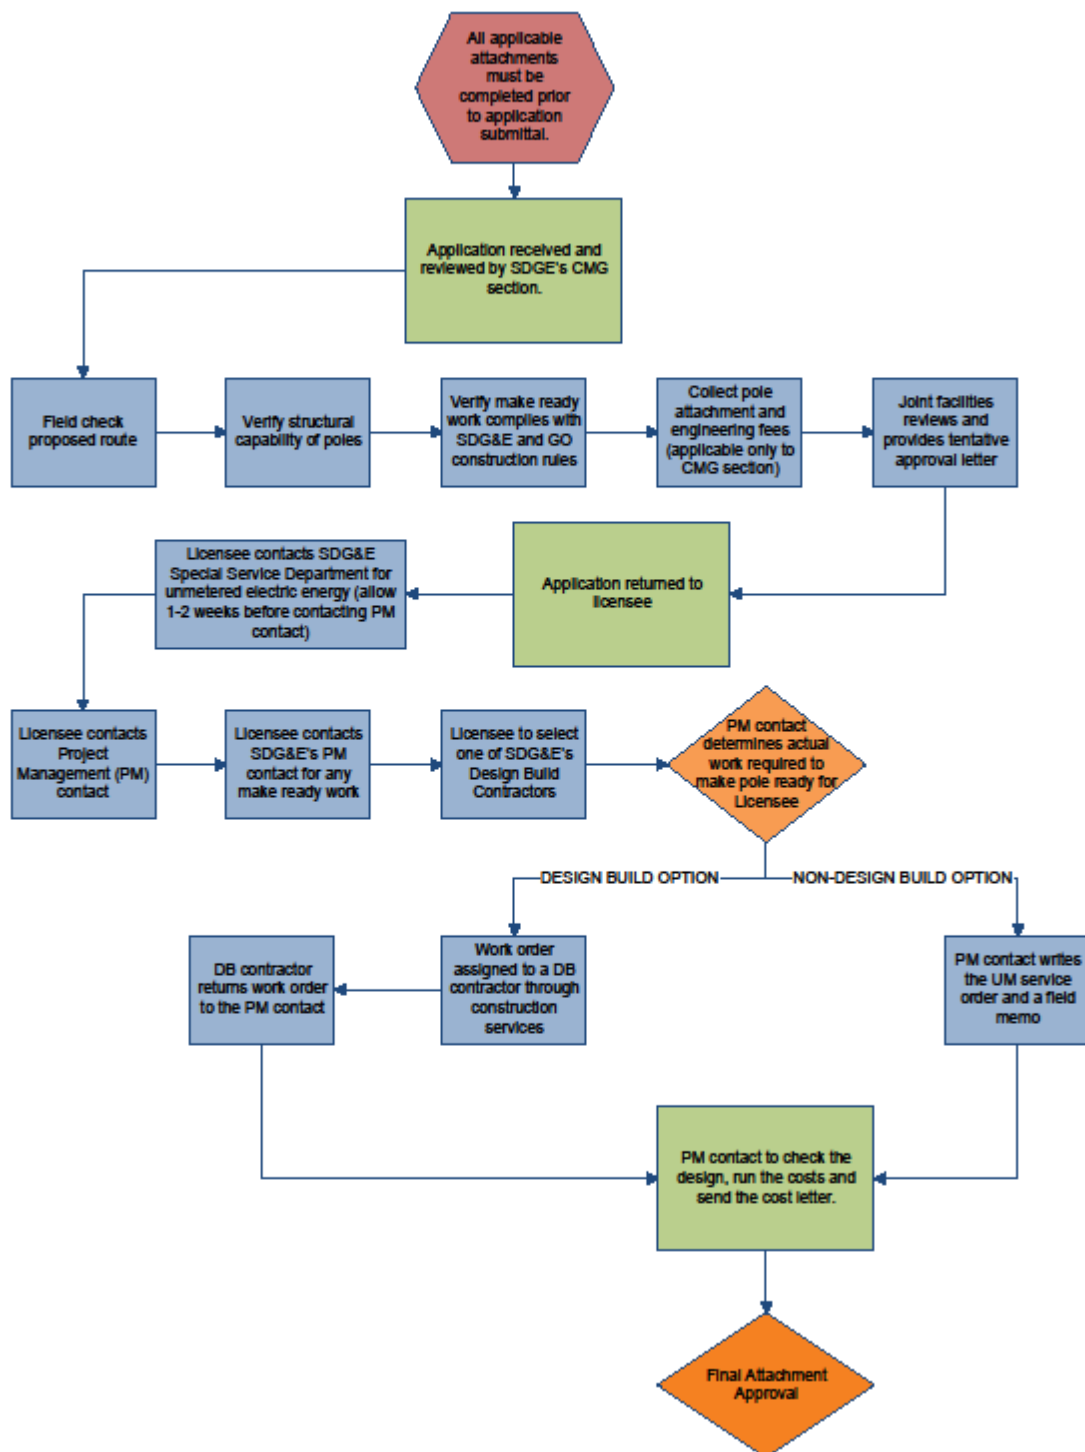 All applicable
attachments
must be
completed prior
to application
submittal.
Application received and
reviewed by SDGE's CMG
section.
Field check
proposed route
Verify structural
capability of poles
Verify make ready
work complies with
SDG&E and GO
construction rules
Collect pole
attachment and
engineering fees
(applicable only to
CMG section)
Joint facilities
reviews and
provides tentative
approval letter
Licensee contacts SDG&E
Special Service Department for
unmetered electric energy (allow
1-2 weeks before contacting PM
contact)
Application returned to
licensee
Licensee contacts
Project
Management (PM)
contact
Licensee contacts
SDG&E's PM
contact for any
make ready work
Licensee to select
one of SDG&E's
Design Build
Contractors
PM contact
determines actual
work required to
make pole ready for
Licensee
DESIGN BUILD OPTION
NON-DESIGN BUILD OPTION
DB contractor
returns work order
to the PM contact
Work order
assigned to a DB
contractor through
construction
services
PM contact writes
the UM service
order and a field
memo
PM contact to check the
design, run the costs and
send the cost letter.
Final Attachment
Approval